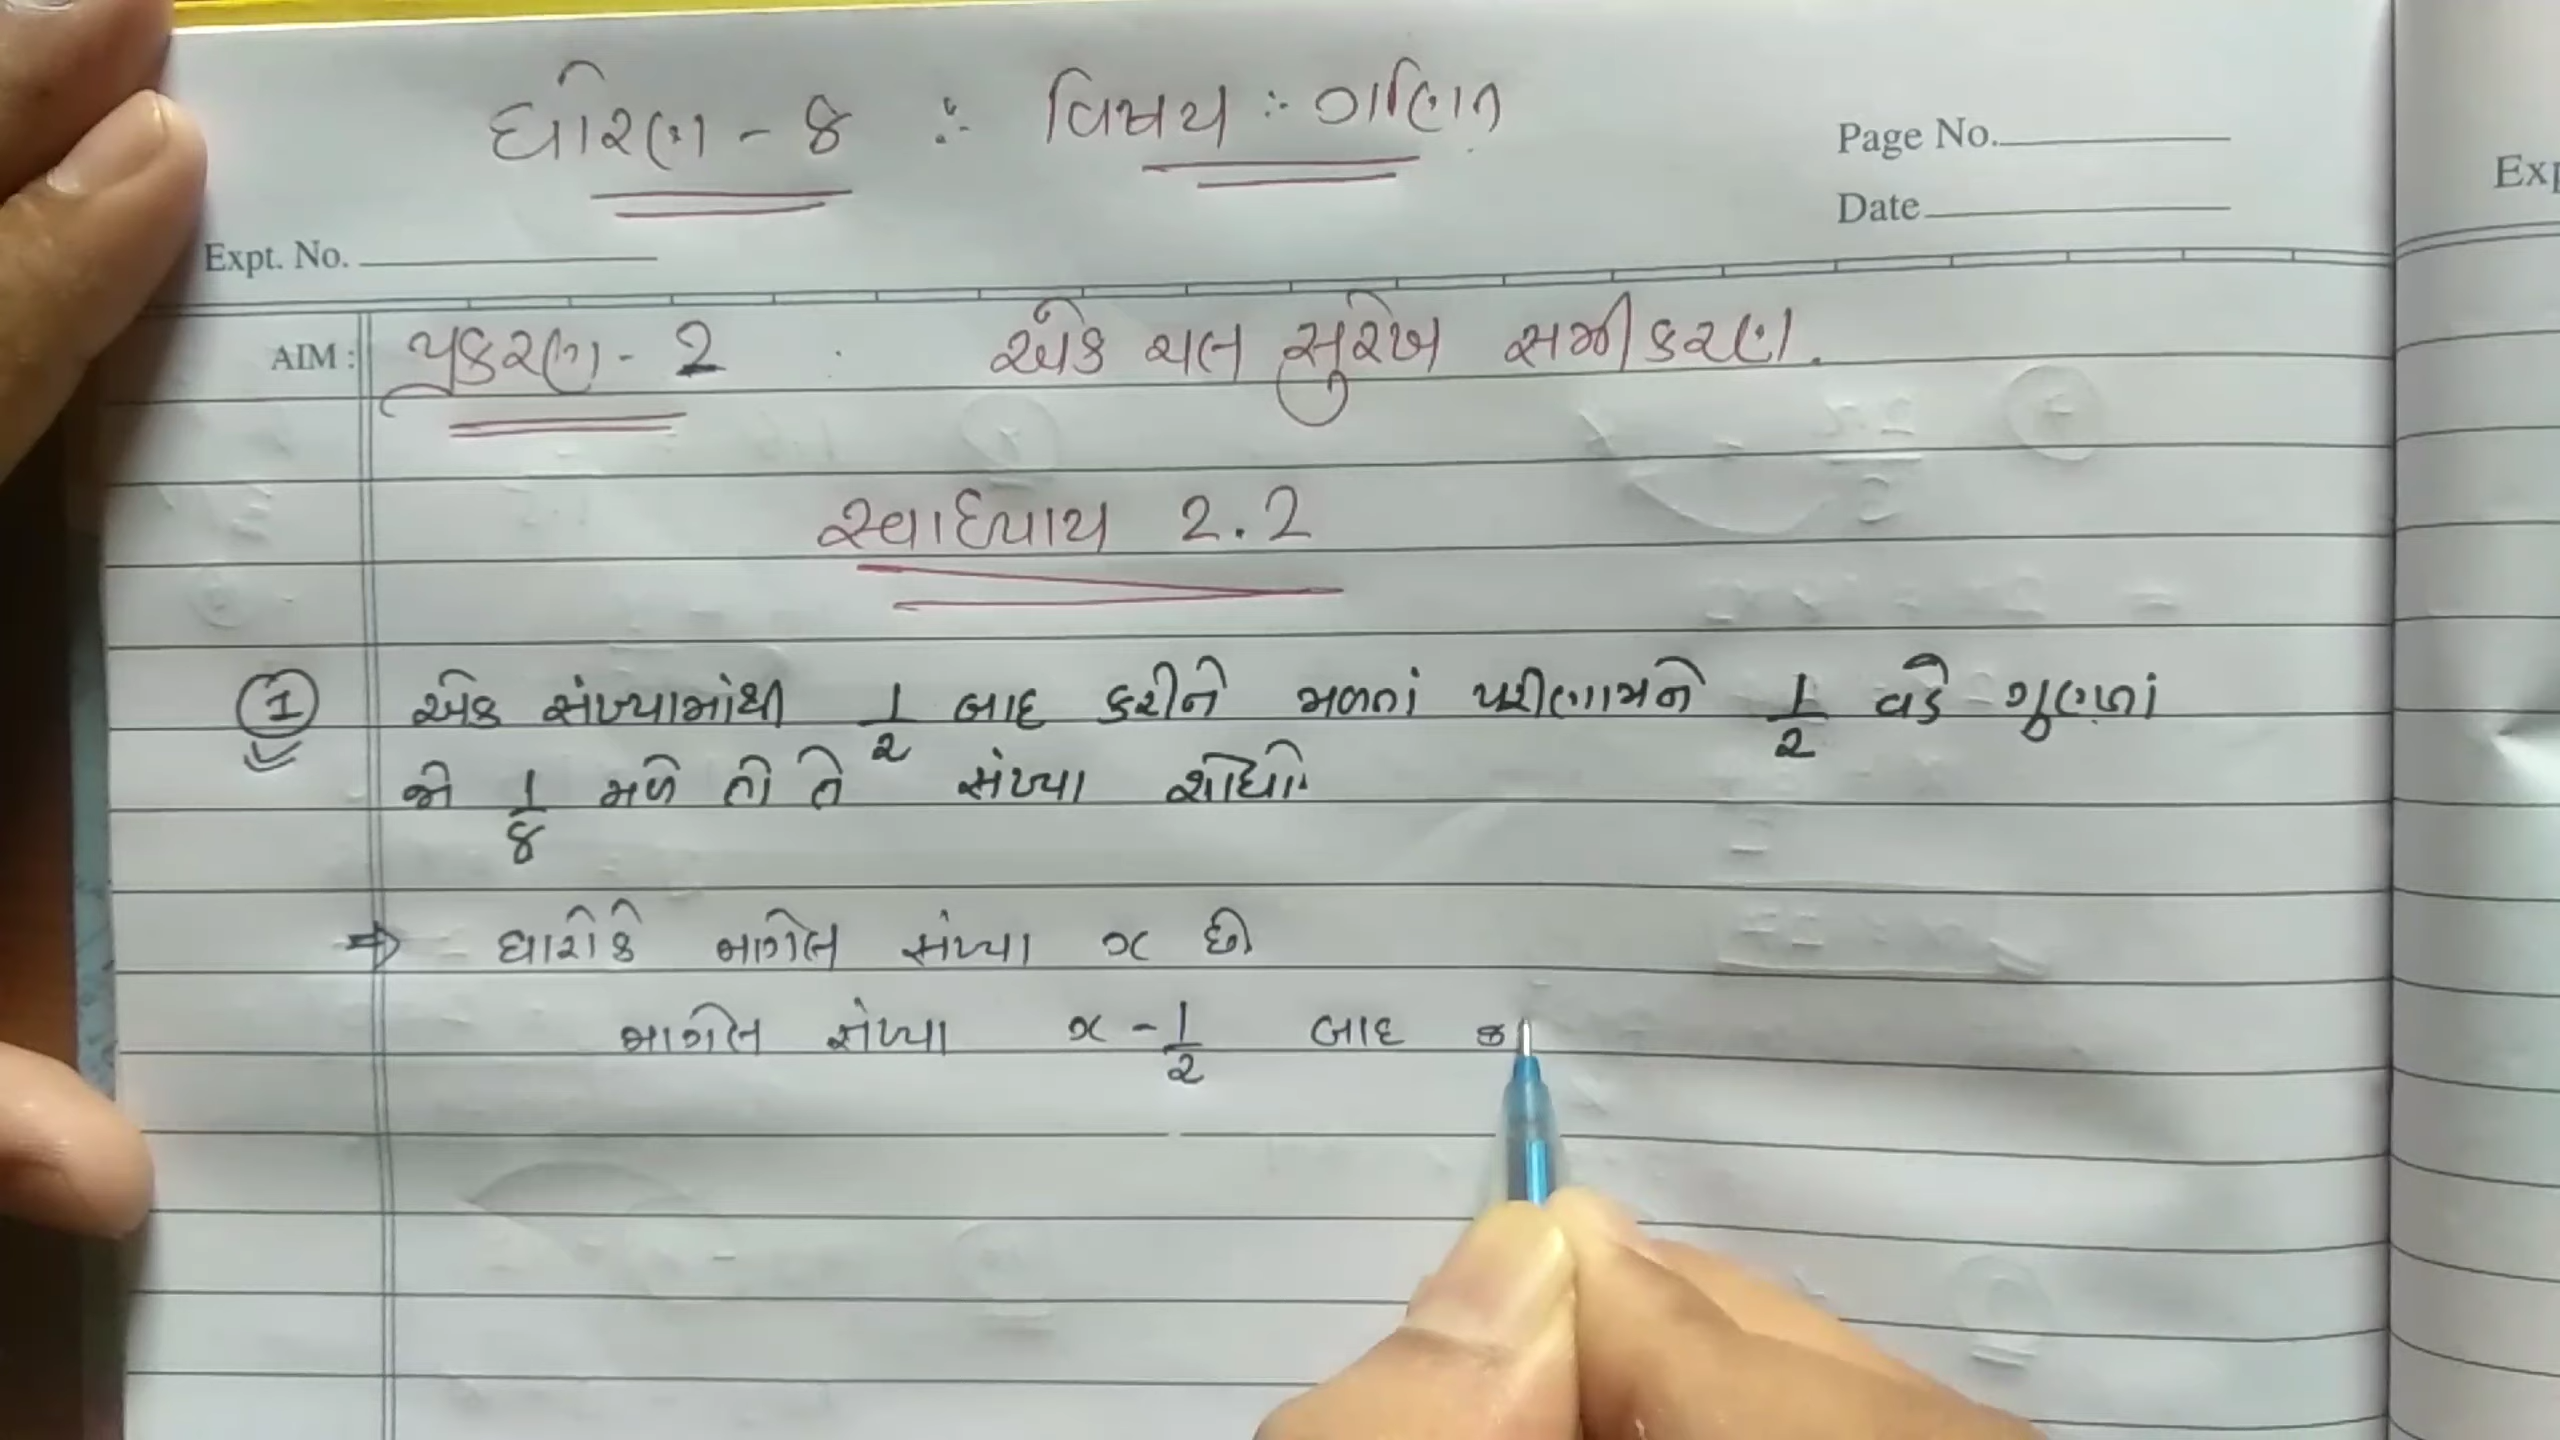 ધોરણ - 8 : વિષય : ગણિત
Page No.
Date
Expt. No.
AIM : પ્રકરણ - 2 એક ચલ સુરેખ સમીકરણ.
સ્વાધ્યાય 2.2
1 એક સંખ્યામાંથી 1/2 બાદ કરીને મળતાં પરીણામને 1/2 વડે ગુણતાં
જો 1/8 મળે તો તે સંખ્યા શોધો.
⇒ ધારોકે માગેલ સંખ્યા x છે
માગેલ સંખ્યા x - 1/2 બાદ